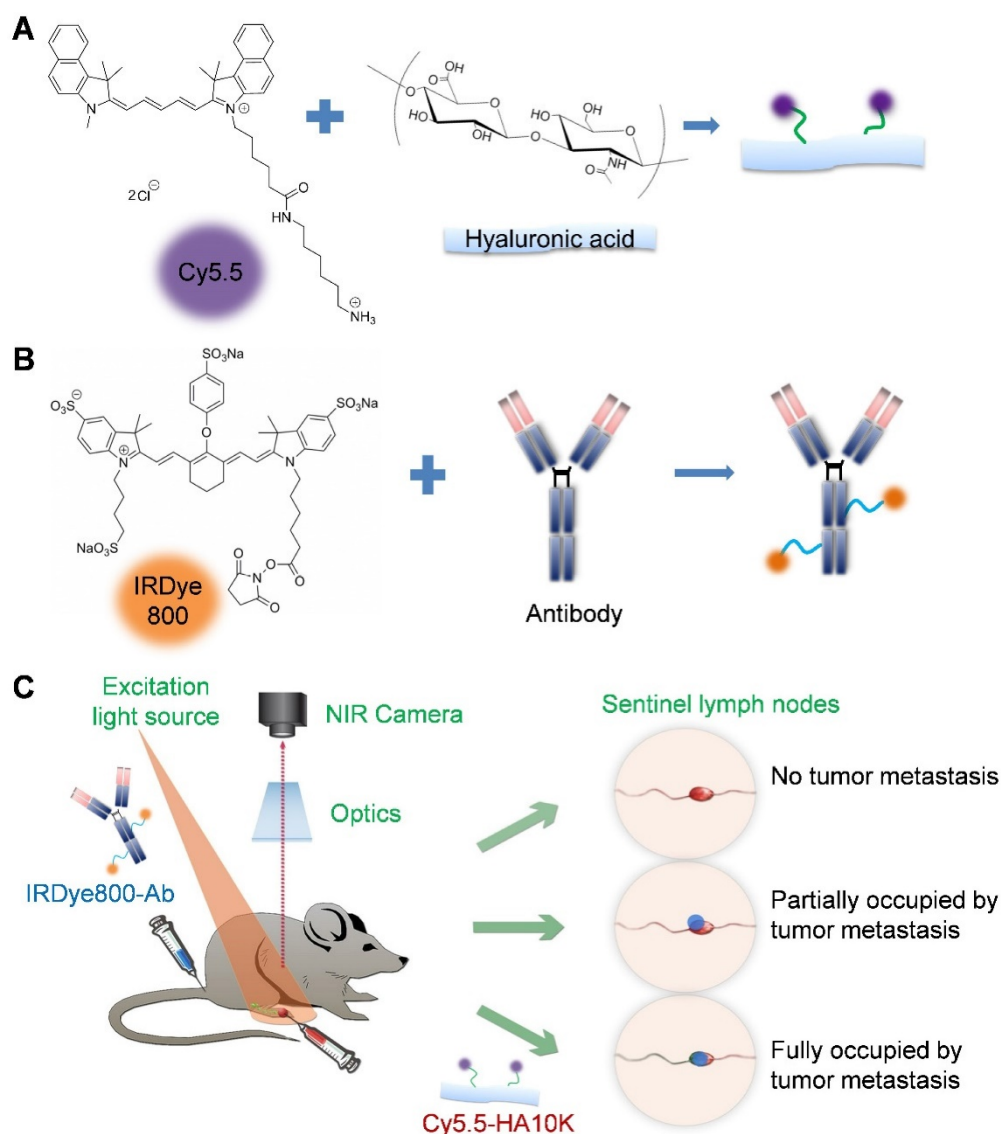 A
OH
O
O
HO
OH
O
HO
OH
O
O
NH
O
N
N
⊕
2Cl⊖
O
HN
NH3
⊕
Cy5.5
Hyaluronic acid
B
SO3Na
⊖
O3S
SO3Na
O
N
⊕
N
NaO3S
O
N
O
O
O
IRDye
800
Antibody
C
Excitation
light source
NIR Camera
Optics
IRDye800-Ab
Cy5.5-HA10K
Sentinel lymph nodes
No tumor metastasis
Partially occupied by
tumor metastasis
Fully occupied by
tumor metastasis